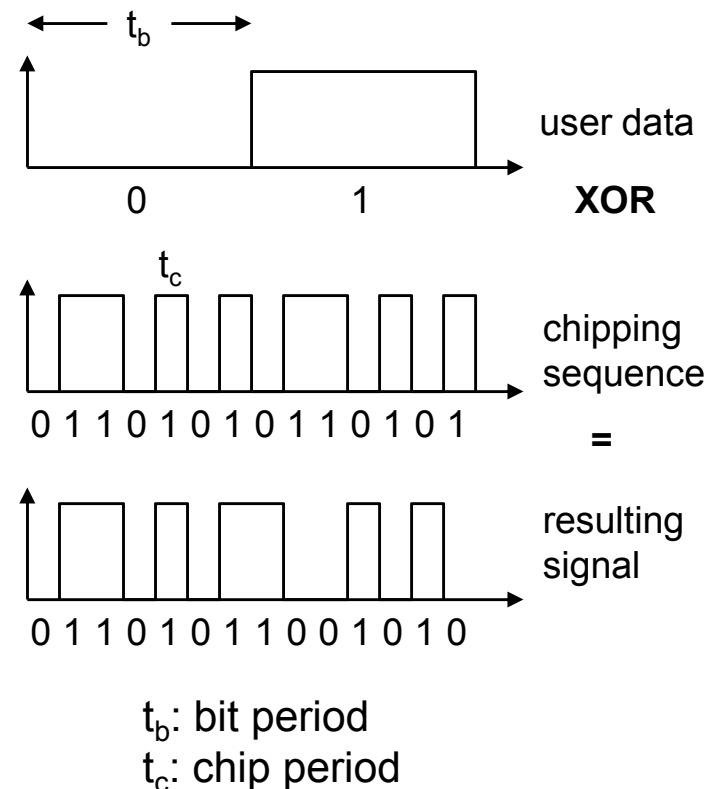 t_b
user data
0 1 XOR
t_c
chipping
sequence
0 1 1 0 1 0 1 0 1 1 0 1 0 1
=
resulting
signal
0 1 1 0 1 0 1 1 0 0 1 0 1 0
t_b: bit period
t_c: chip period